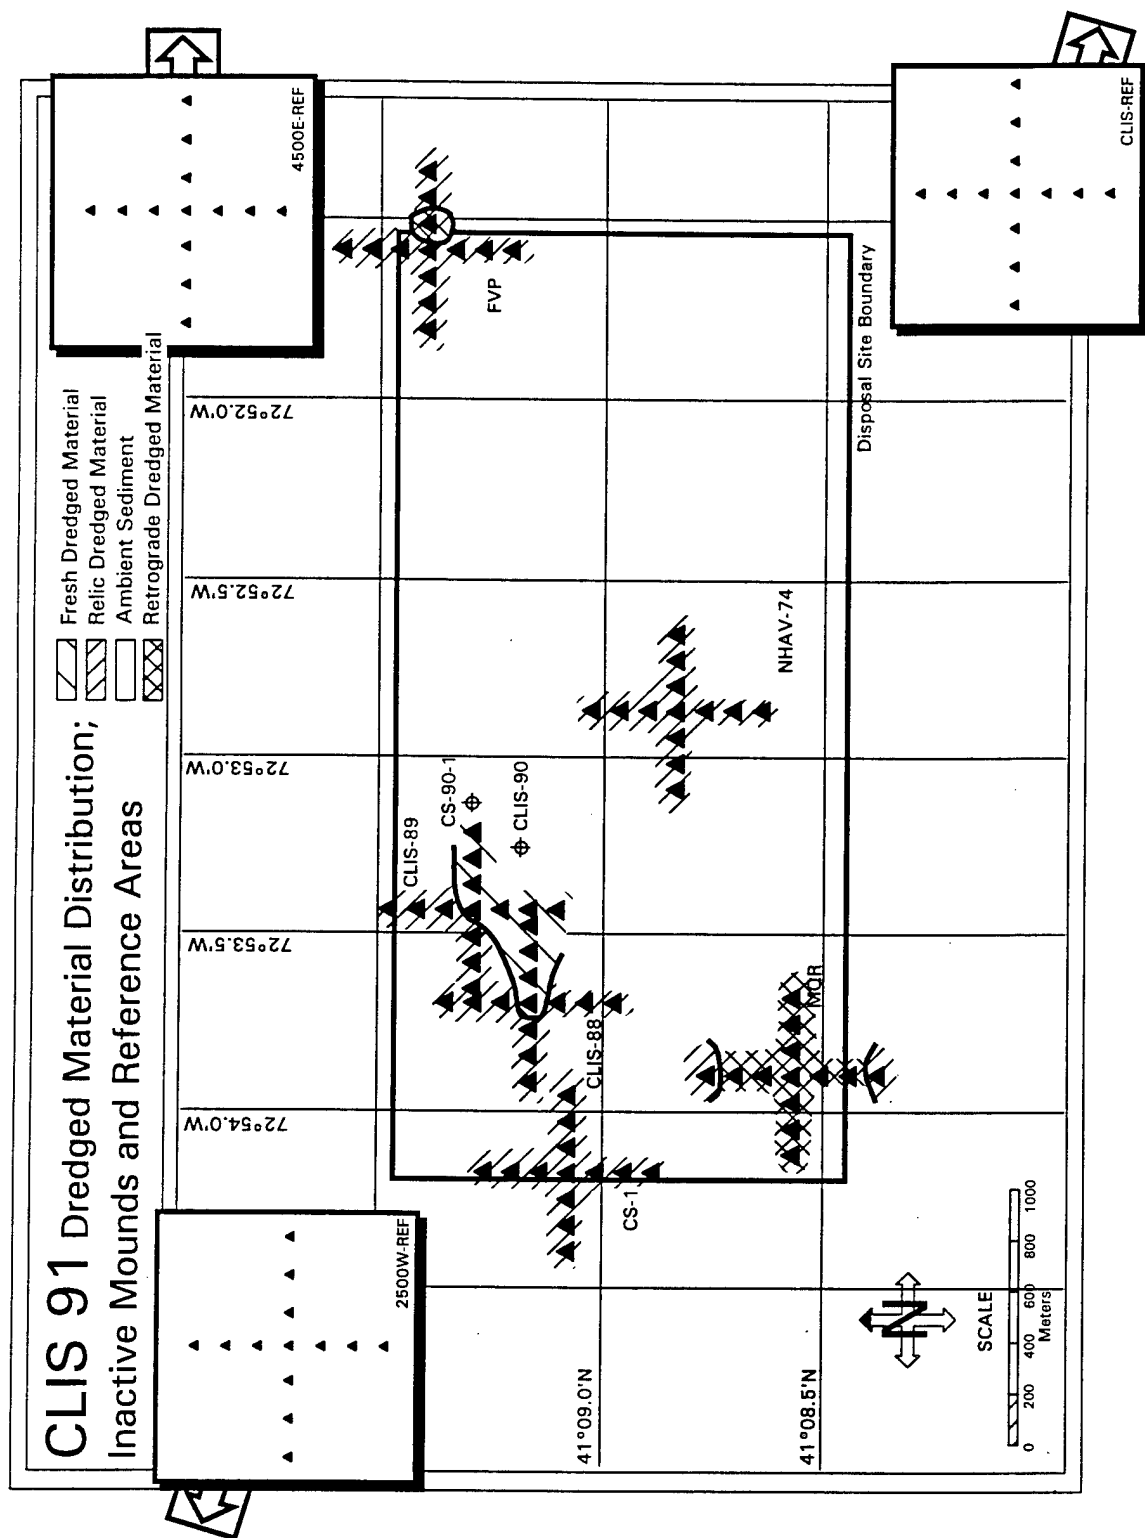 CLIS 91 Dredged Material Distribution;
Inactive Mounds and Reference Areas
Fresh Dredged Material
Relic Dredged Material
Ambient Sediment
Retrograde Dredged Material
2500W-REF
4500E-REF
72°54.0'W
72°53.5'W
72°53.0'W
72°52.5'W
72°52.0'W
CLIS-89
CS-90-1
FVP
CLIS-90
CLIS-88
41°09.0'N
CS-1
NHAV-74
MQR
41°08.5'N
Disposal Site Boundary
N
SCALE
0 200 400 600 800 1000
Meters
CLIS-REF